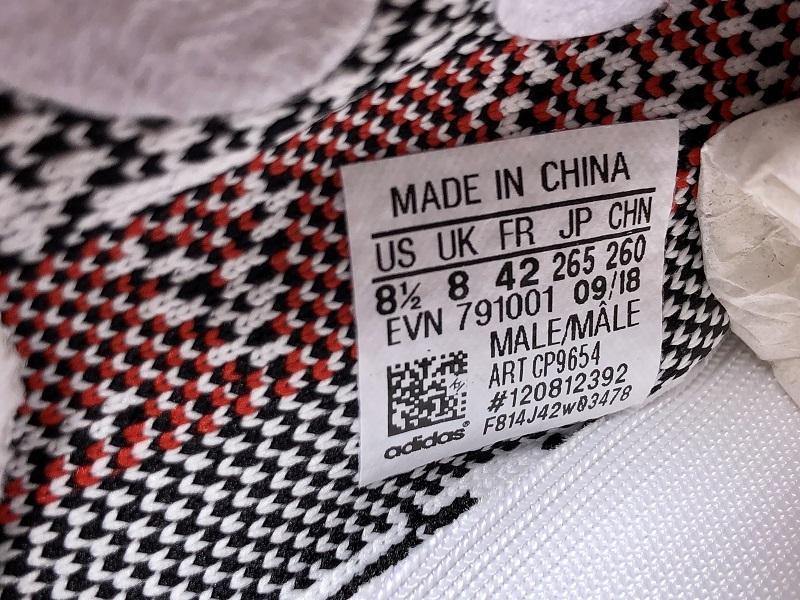 MADE IN CHINA
US UK FR JP CHN
8½ 8 42 265 260
EVN 791001 09/18
MALE/MÂLE
ART CP9654
#120812392
F814J42w03478
adidas®